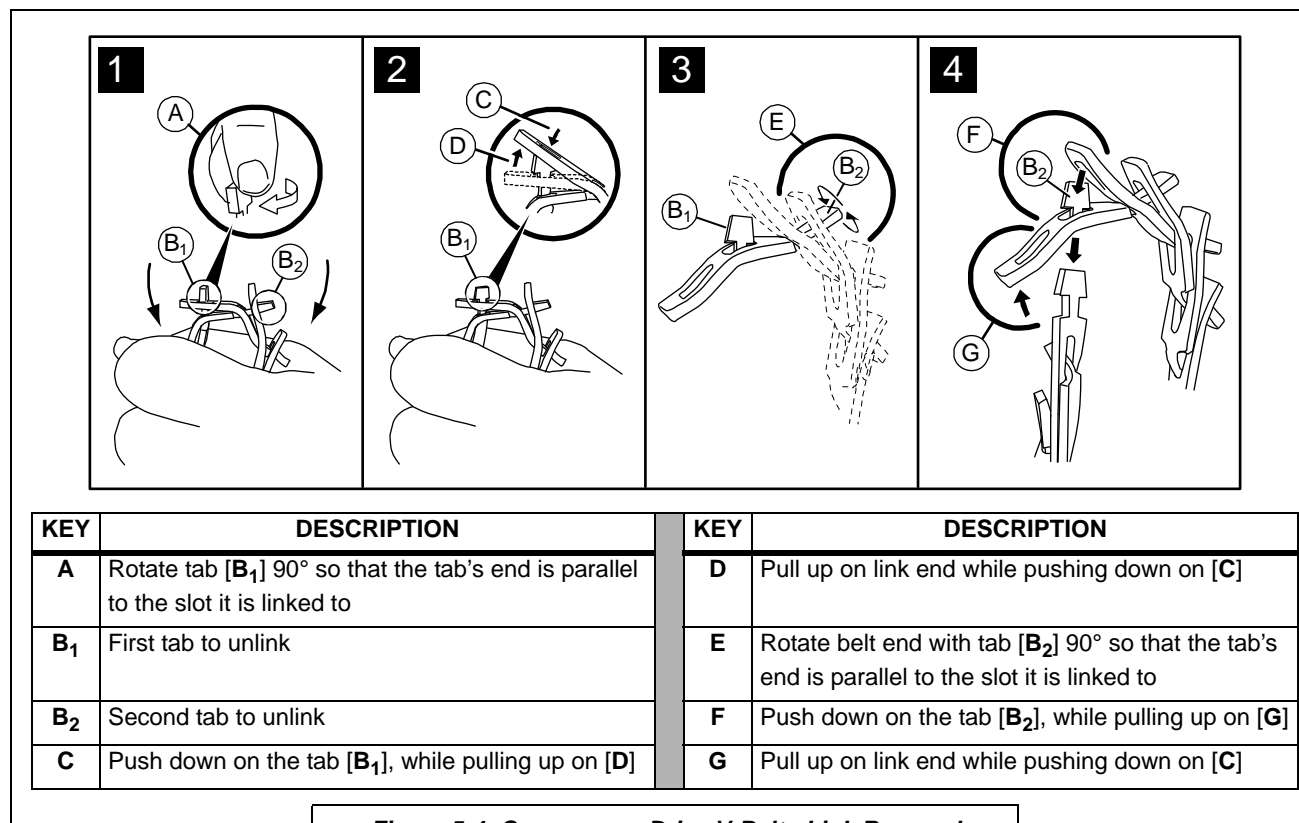 1
2
3
4
A
B1
B2
C
D
B1
E
B1
B2
F
B2
G
KEY DESCRIPTION KEY DESCRIPTION
A Rotate tab [B1] 90° so that the tab's end is parallel
to the slot it is linked to
D Pull up on link end while pushing down on [C]
B1 First tab to unlink
E Rotate belt end with tab [B2] 90° so that the tab's
end is parallel to the slot it is linked to
B2 Second tab to unlink
F Push down on the tab [B2], while pulling up on [G]
C Push down on the tab [B1], while pulling up on [D]
G Pull up on link end while pushing down on [C]